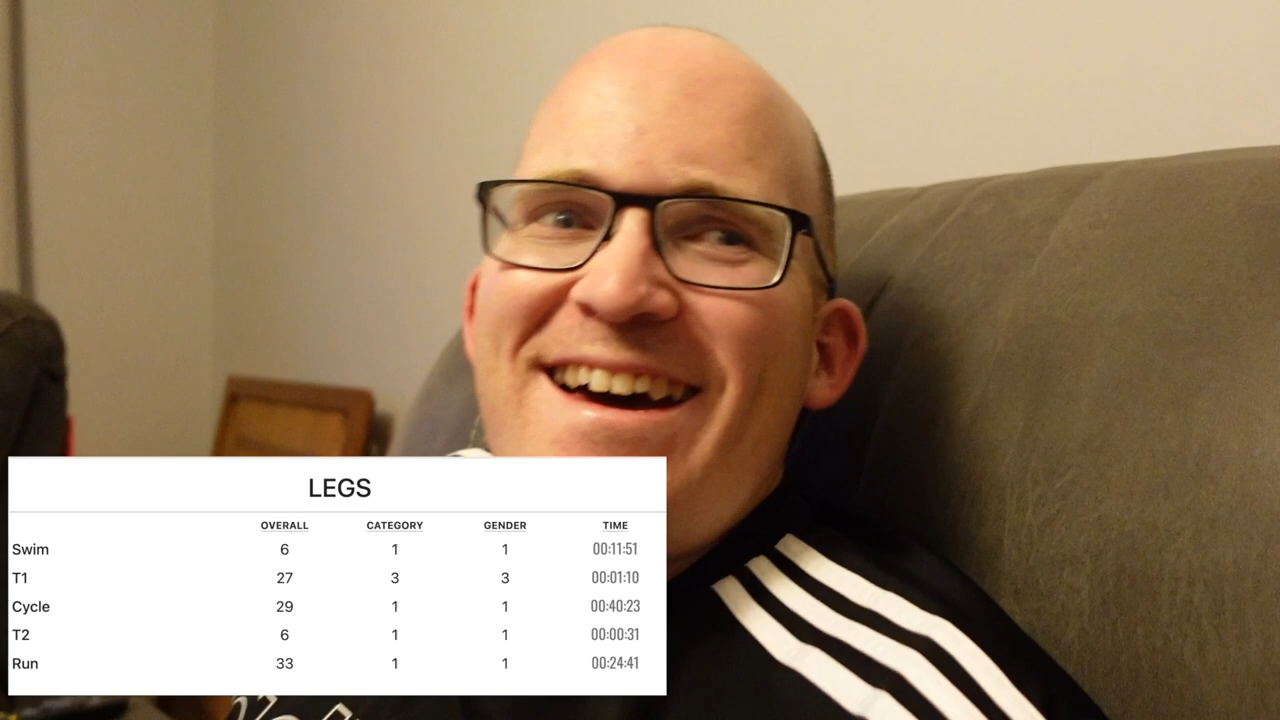 LEGS
OVERALL CATEGORY GENDER TIME
Swim 6 1 1 00:11:51
T1 27 3 3 00:01:10
Cycle 29 1 1 00:40:23
T2 6 1 1 00:00:31
Run 33 1 1 00:24:41